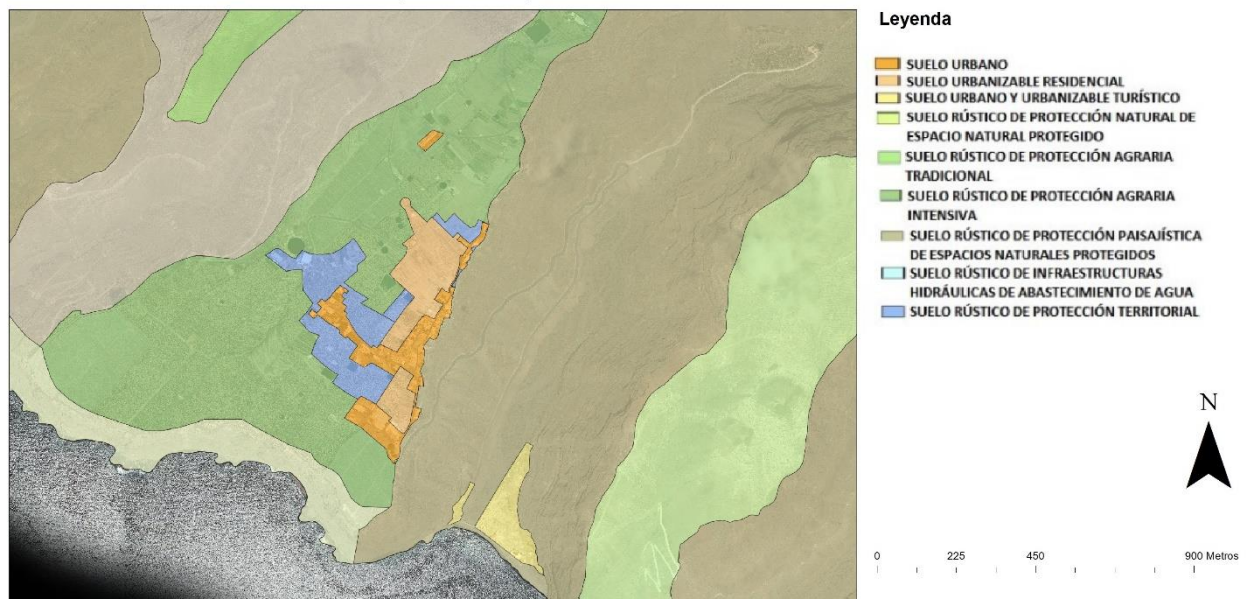 Leyenda
SUELO URBANO
SUELO URBANIZABLE RESIDENCIAL
SUELO URBANO Y URBANIZABLE TURÍSTICO
SUELO RÚSTICO DE PROTECCIÓN NATURAL DE
ESPACIO NATURAL PROTEGIDO
SUELO RÚSTICO DE PROTECCIÓN AGRARIA
TRADICIONAL
SUELO RÚSTICO DE PROTECCIÓN AGRARIA
INTENSIVA
SUELO RÚSTICO DE PROTECCIÓN PAISAJÍSTICA
DE ESPACIOS NATURALES PROTEGIDOS
SUELO RÚSTICO DE INFRAESTRUCTURAS
HIDRÁULICAS DE ABASTECIMIENTO DE AGUA
SUELO RÚSTICO DE PROTECCIÓN TERRITORIAL
N
0 225 450 900 Metros